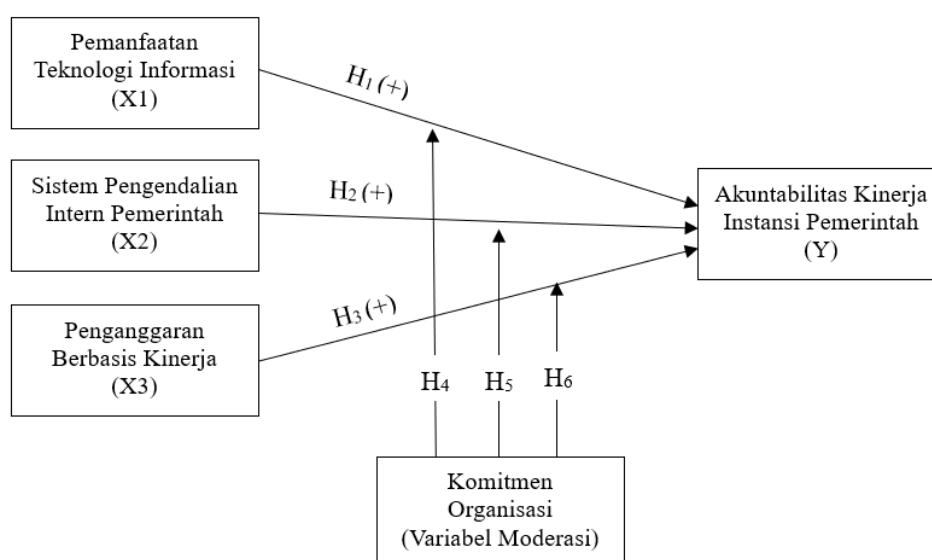 Pemanfaatan
Teknologi Informasi
(X1)
H1 (+)
Sistem Pengendalian
Intern Pemerintah
(X2)
H2 (+)
Akuntabilitas Kinerja
Instansi Pemerintah
(Y)
Penganggaran
Berbasis Kinerja
(X3)
H3 (+)
H4 H5 H6
Komitmen
Organisasi
(Variabel Moderasi)